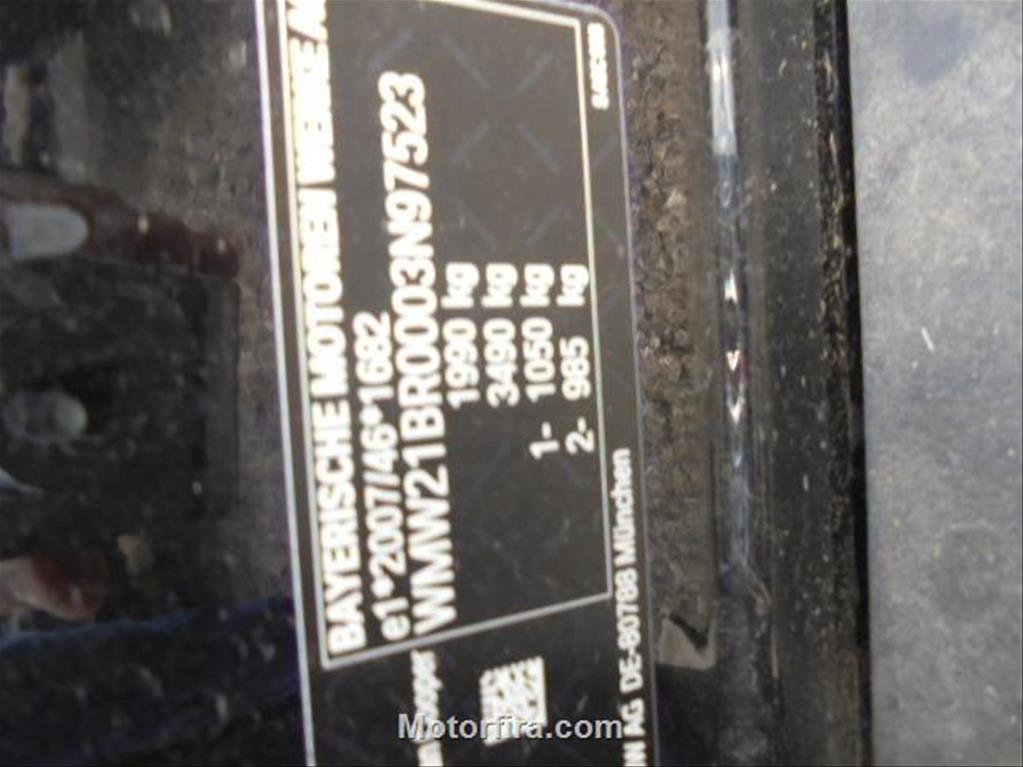 BAYERISCHE MOTOREN WERKE AG
e1*2007/46*1682
WMW21BR0003N97523
1990 kg
3490 kg
1- 1050 kg
2- 985 kg
Cooper
AG DE-80788 München
Motorfira.com